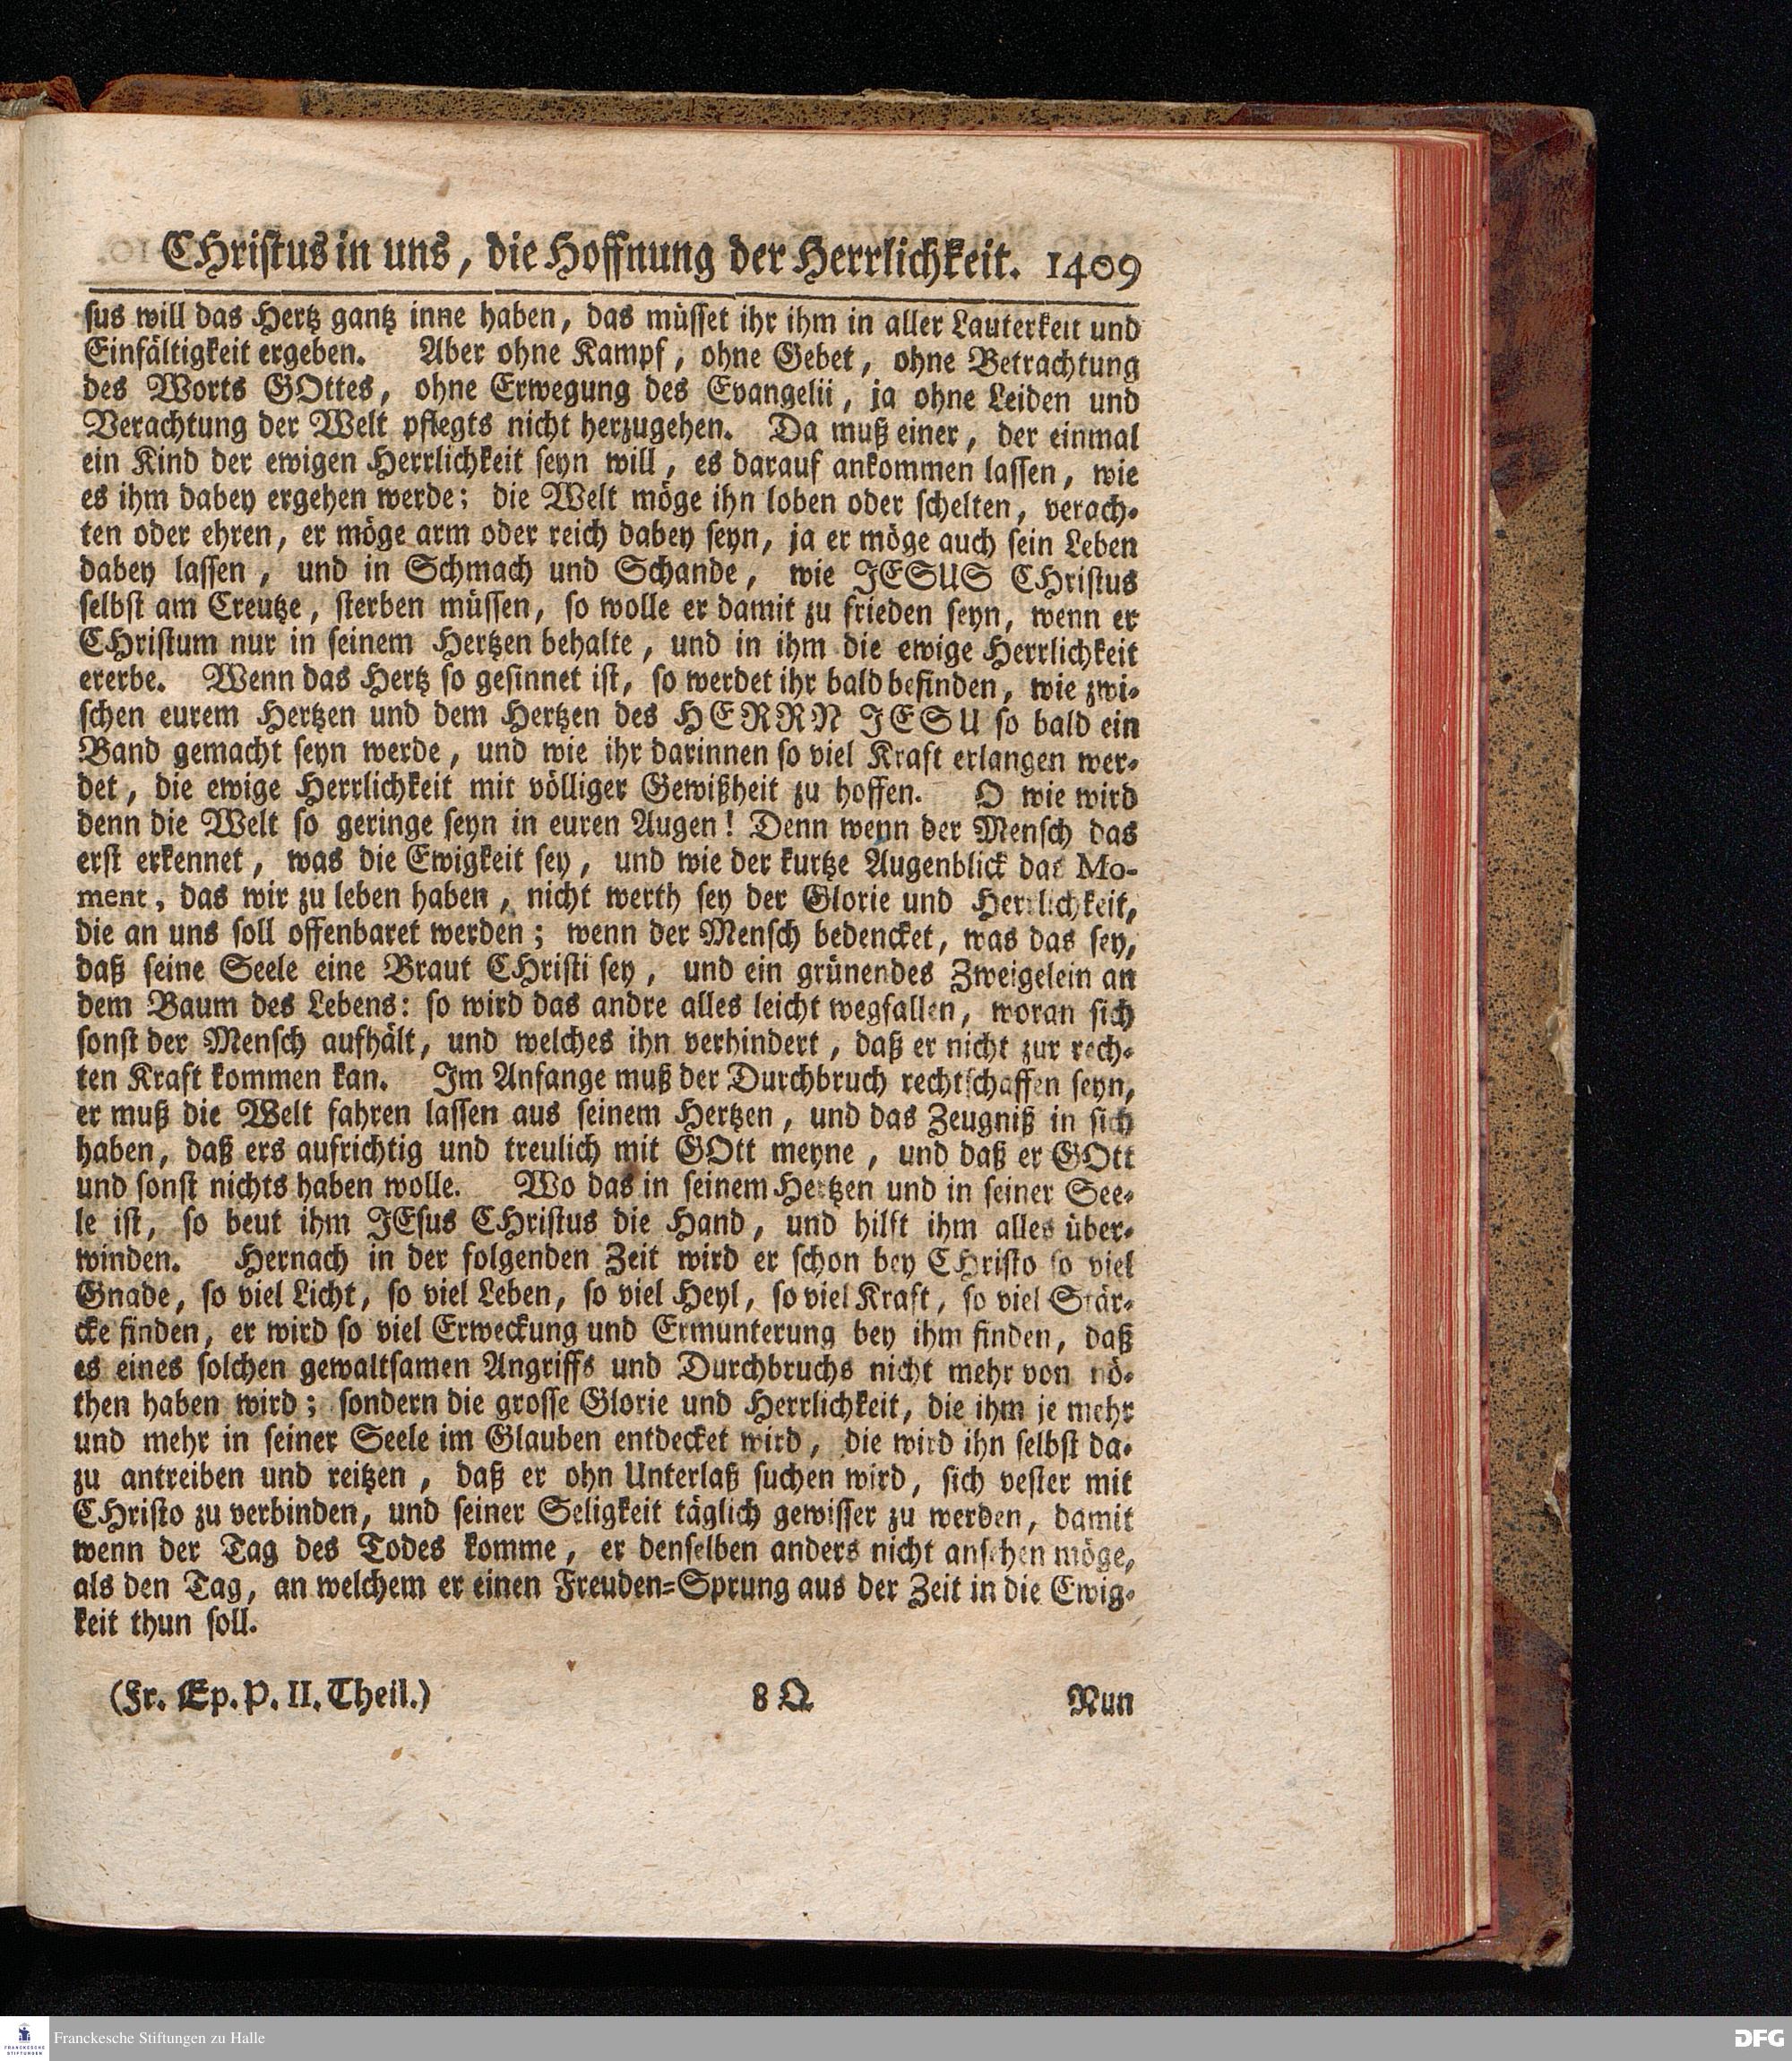 CHristus in uns, die Hoffnung der Herrlichkeit. 1409
sus will das Hertz gantz inne haben, das müsset ihr ihm in aller Lauterkeit und
Einfältigkeit ergeben. Aber ohne Kampf, ohne Gebet, ohne Betrachtung
des Worts GOttes, ohne Erwegung des Evangelii, ja ohne Leiden und
Verachtung der Welt pflegts nicht herzugehen. Da muß einer, der einmal
ein Kind der ewigen Herrlichkeit seyn will, es darauf ankommen lassen, wie
es ihm dabey ergehen werde: die Welt möge ihn loben oder schelten, verach-
ten oder ehren, er möge arm oder reich dabey seyn, ja er möge auch sein Leben
dabey lassen, und in Schmach und Schande, wie JESUS CHristus
selbst am Creutze, sterben müssen, so wolle er damit zu frieden seyn, wenn er
CHristum nur in seinem Hertzen behalte, und in ihm die ewige Herrlichkeit
ererbe. Wenn das Hertz so gesinnet ist, so werdet ihr bald befinden, wie zwi-
schen eurem Hertzen und dem Hertzen des HERRN JESU so bald ein
Band gemacht seyn werde, und wie ihr darinnen so viel Kraft erlangen wer-
det, die ewige Herrlichkeit mit völliger Gewißheit zu hoffen. O wie wird
denn die Welt so geringe seyn in euren Augen! Denn wenn der Mensch das
erst erkennet, was die Ewigkeit sey, und wie der kurtze Augenblick das Mo-
ment, das wir zu leben haben, nicht werth sey der Glorie und Herrlichkeit,
die an uns soll offenbaret werden; wenn der Mensch bedencket, was das sey,
daß seine Seele eine Braut CHristi sey, und ein grünendes Zweigelein an
dem Baum des Lebens: so wird das andre alles leicht wegfallen, woran sich
sonst der Mensch aufhält, und welches ihn verhindert, daß er nicht zur rech-
ten Kraft kommen kan. Im Anfange muß der Durchbruch rechtschaffen seyn,
er muß die Welt fahren lassen aus seinem Hertzen, und das Zeugniß in sich
haben, daß ers aufrichtig und treulich mit GOtt meyne, und daß er GOtt
und sonst nichts haben wolle. Wo das in seinem Hertzen und in seiner See-
le ist, so beut ihm JEsus CHristus die Hand, und hilft ihm alles über-
winden. Hernach in der folgenden Zeit wird er schon bey CHristo so viel
Gnade, so viel Licht, so viel Leben, so viel Heyl, so viel Kraft, so viel Stär-
cke finden, er wird so viel Erweckung und Ermunterung bey ihm finden, daß
es eines solchen gewaltsamen Angriffs und Durchbruchs nicht mehr von nö-
then haben wird; sondern die grosse Glorie und Herrlichkeit, die ihm je mehr
und mehr in seiner Seele im Glauben entdecket wird, die wird ihn selbst da-
zu antreiben und reitzen, daß er ohn Unterlaß suchen wird, sich vester mit
CHristo zu verbinden, und seiner Seligkeit täglich gewisser zu werden, damit
wenn der Tag des Todes komme, er denselben anders nicht ansehen möge,
als den Tag, an welchem er einen Freuden-Sprung aus der Zeit in die Ewig-
keit thun soll.
(Fr. Ep. P. II. Theil.) 8 Q Nun
Franckesche Stiftungen zu Halle
DFG